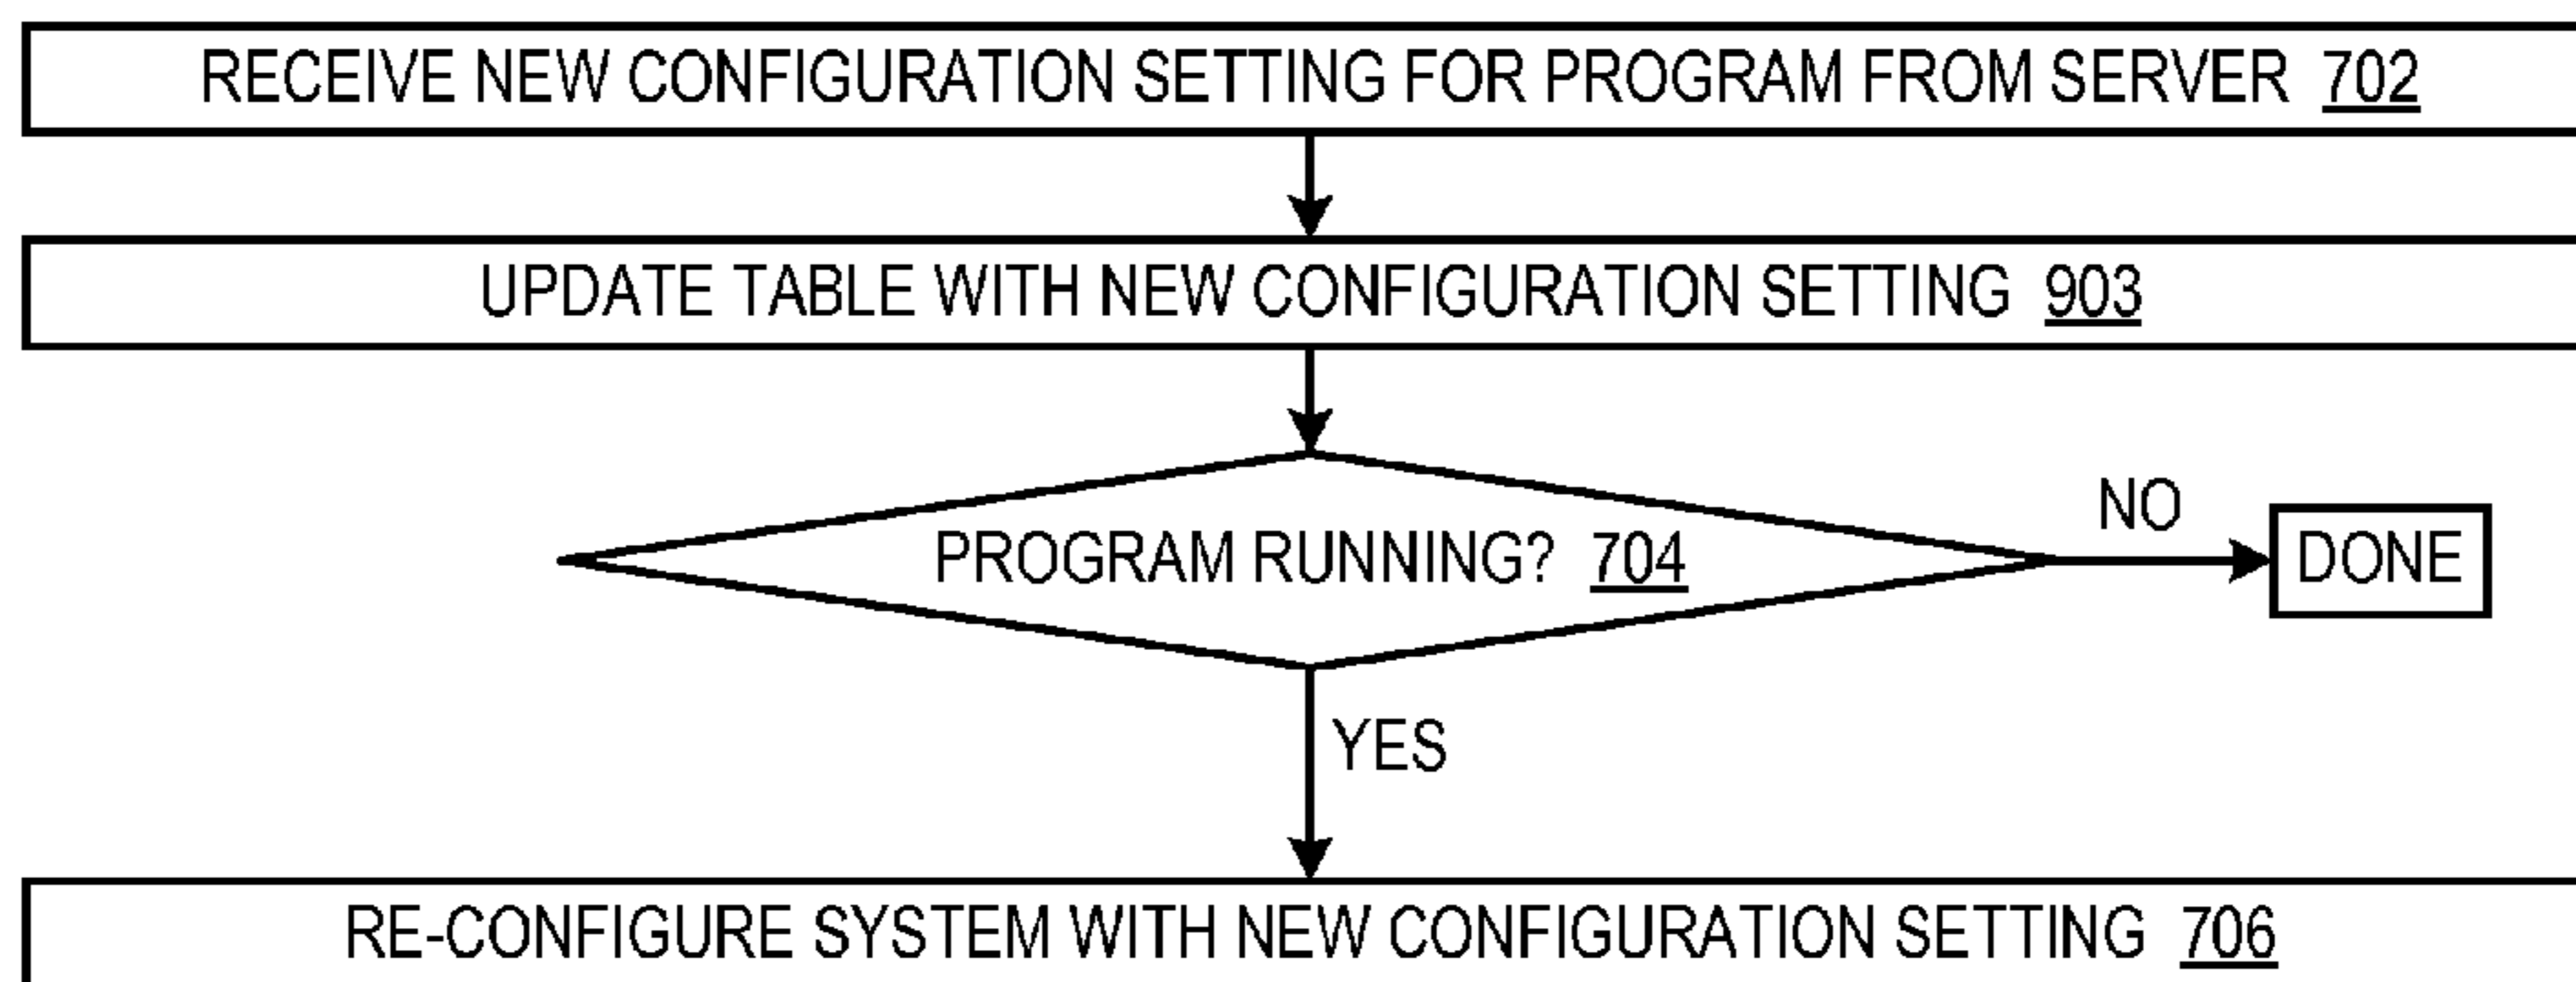 RECEIVE NEW CONFIGURATION SETTING FOR PROGRAM FROM SERVER 702
UPDATE TABLE WITH NEW CONFIGURATION SETTING 903
PROGRAM RUNNING? 704
NO
DONE
YES
RE-CONFIGURE SYSTEM WITH NEW CONFIGURATION SETTING 706